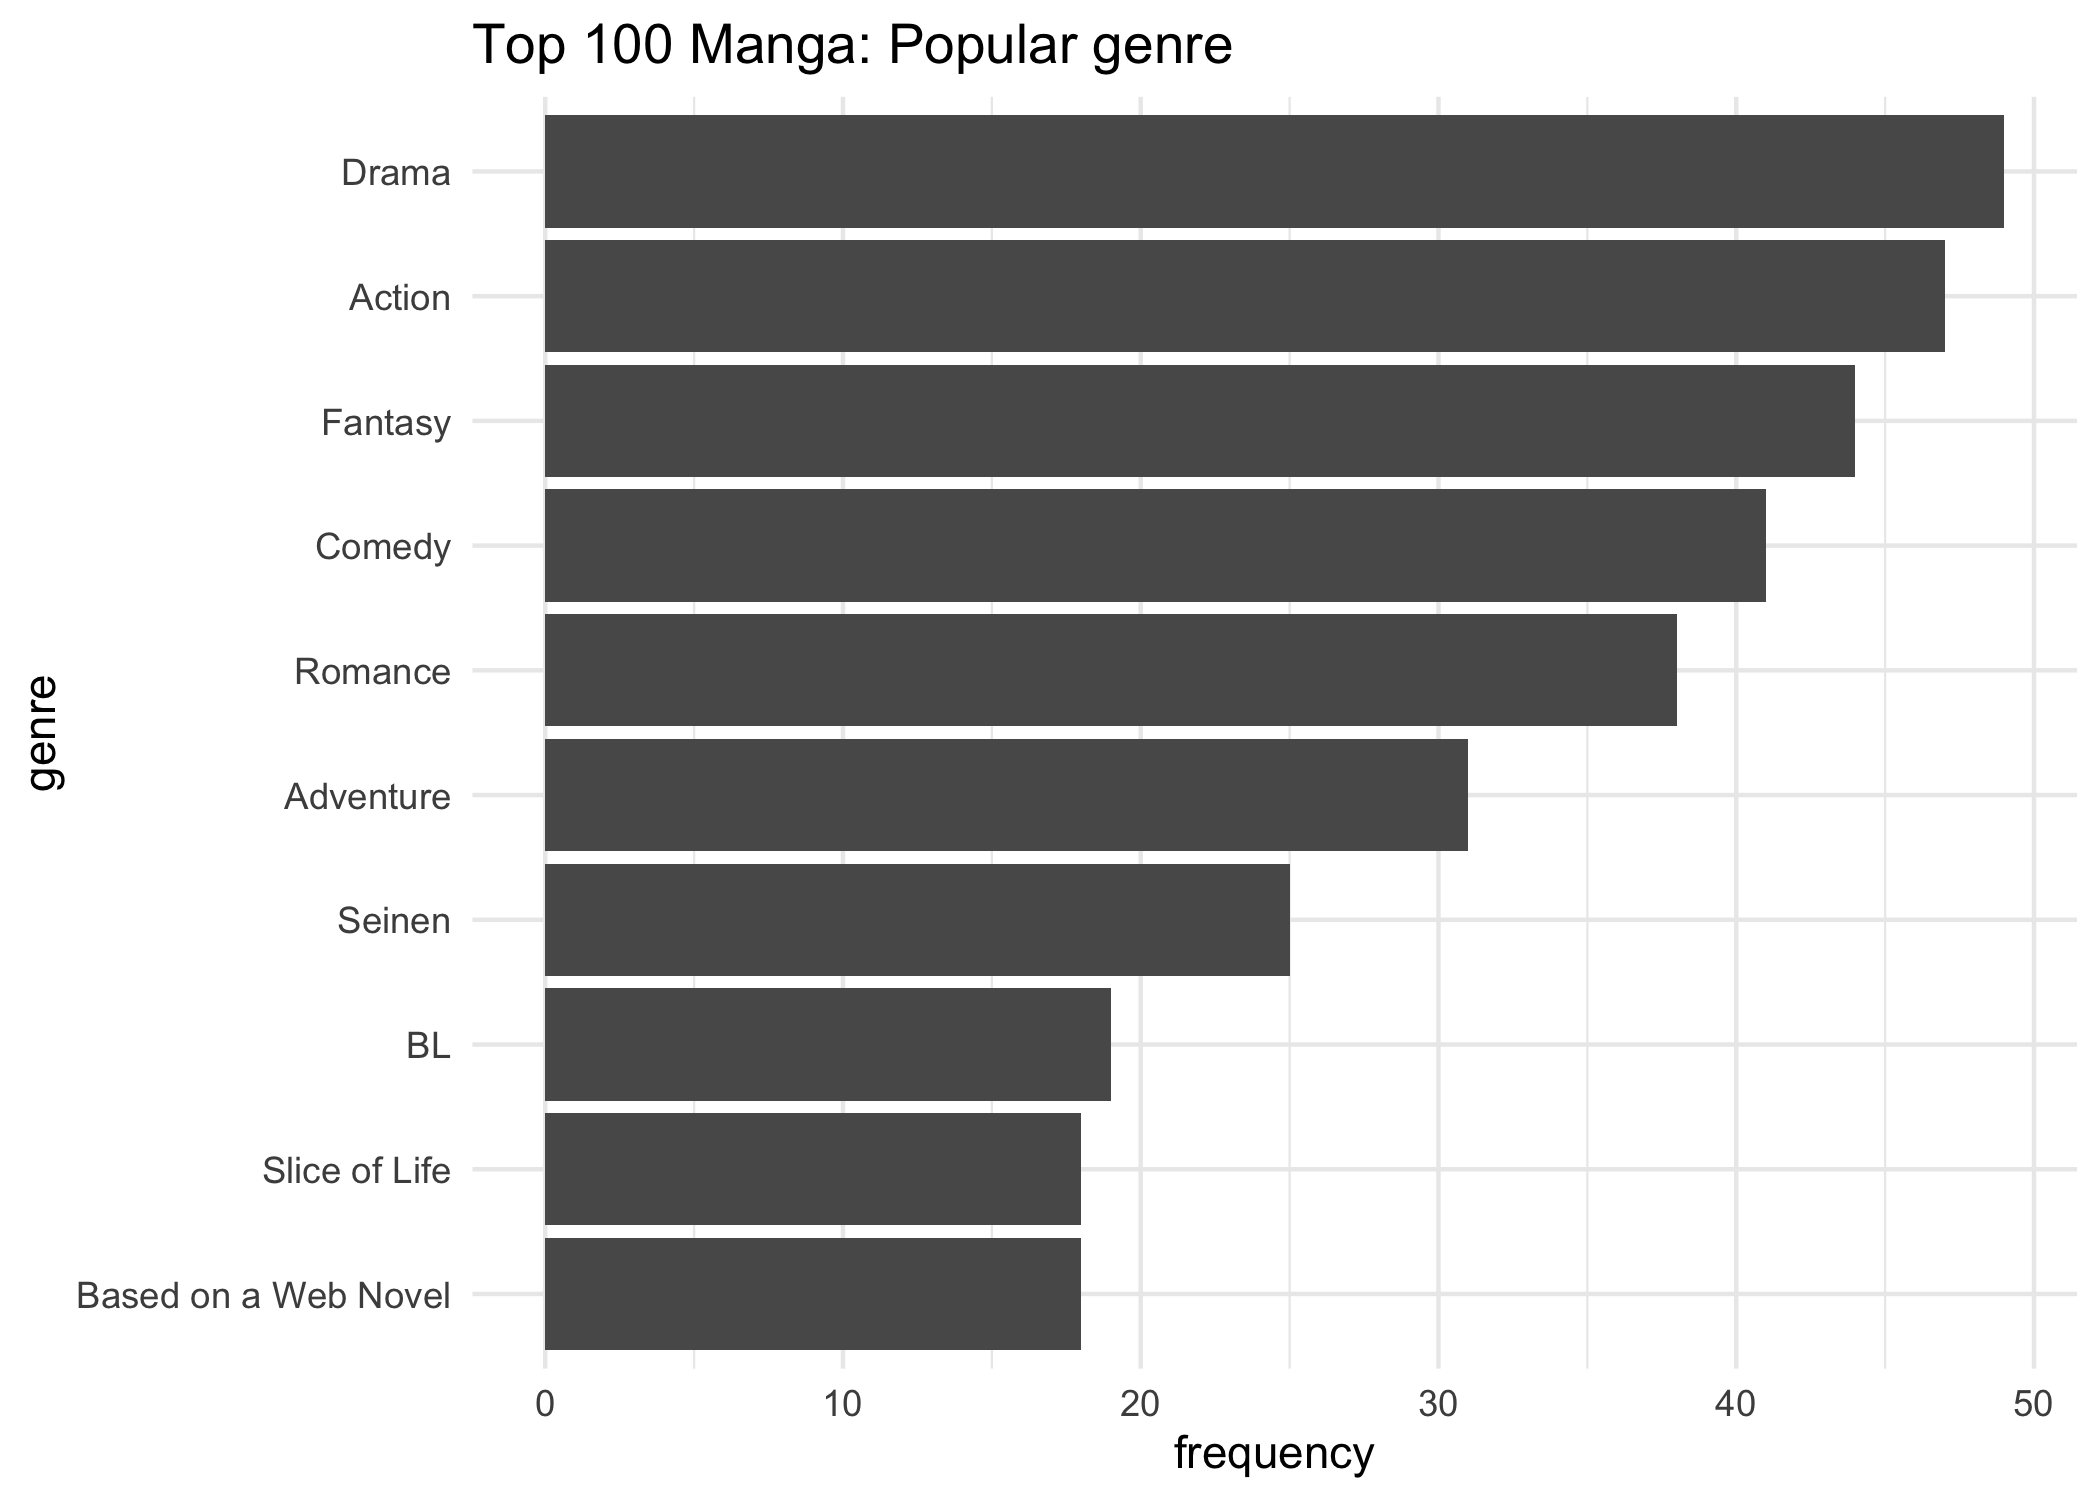 Top 100 Manga: Popular genre
genre
Drama
Action
Fantasy
Comedy
Romance
Adventure
Seinen
BL
Slice of Life
Based on a Web Novel
0 10 20 30 40 50
frequency